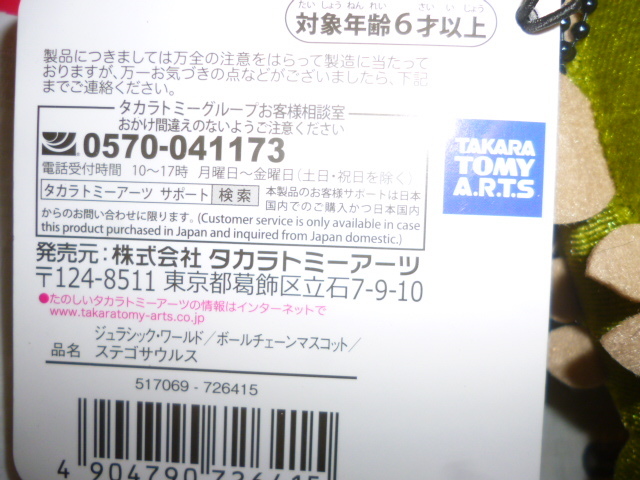 たいしょうねんれい さいいじょう
対象年齢6才以上
製品につきましては万全の注意をはらって製造に当たって
おりますが、万一お気づきの点などがございましたら、下記
までご連絡ください。
タカラトミーグループお客様相談室
おかけ間違えのないようご注意ください
0570-041173
電話受付時間 10〜17時 月曜日〜金曜日(土日・祝日を除く)
タカラトミーアーツ サポート 検索 本製品のお客様サポートは日本
国内でのご購入かつ日本国内
からのお問い合わせに限ります。(Customer service is only available in case
this product purchased in Japan and inquired from Japan domestic.)
TAKARA
TOMY
A.R.T.S
発売元:株式会社 タカラトミーアーツ
〒124-8511 東京都葛飾区立石7-9-10
●たのしいタカラトミーアーツの情報はインターネットで
www.takaratomy-arts.co.jp
品名 ジュラシック・ワールド/ボールチェーンマスコット/
ステゴサウルス
517069 - 726415
4 904790 726415